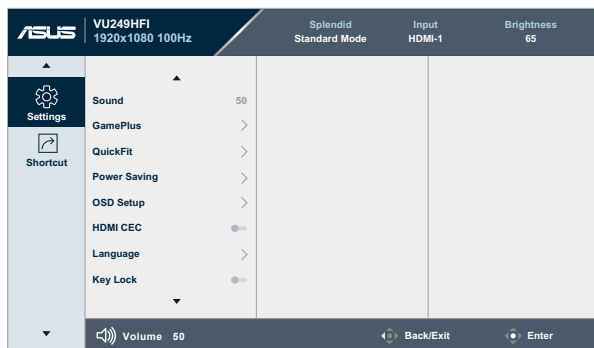 ASUS
VU249HFI
1920x1080 100Hz
Splendid
Standard Mode
Input
HDMI-1
Brightness
65
Settings
Shortcut
Sound 50
GamePlus
QuickFit
Power Saving
OSD Setup
HDMI CEC
Language
Key Lock
Volume 50
Back/Exit
Enter